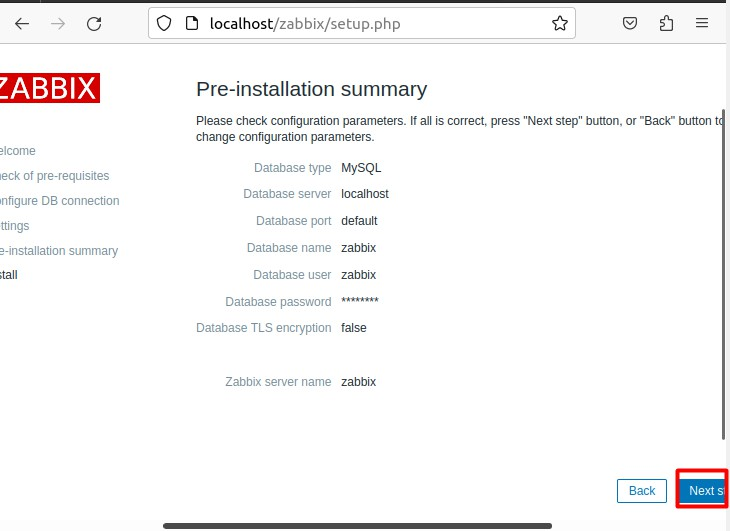 localhost/zabbix/setup.php
ZABBIX
Pre-installation summary
Please check configuration parameters. If all is correct, press "Next step" button, or "Back" button to
change configuration parameters.
elcome
heck of pre-requisites
onfigure DB connection
ttings
e-installation summary
stall
Database type MySQL
Database server localhost
Database port default
Database name zabbix
Database user zabbix
Database password ********
Database TLS encryption false
Zabbix server name zabbix
Back
Next st